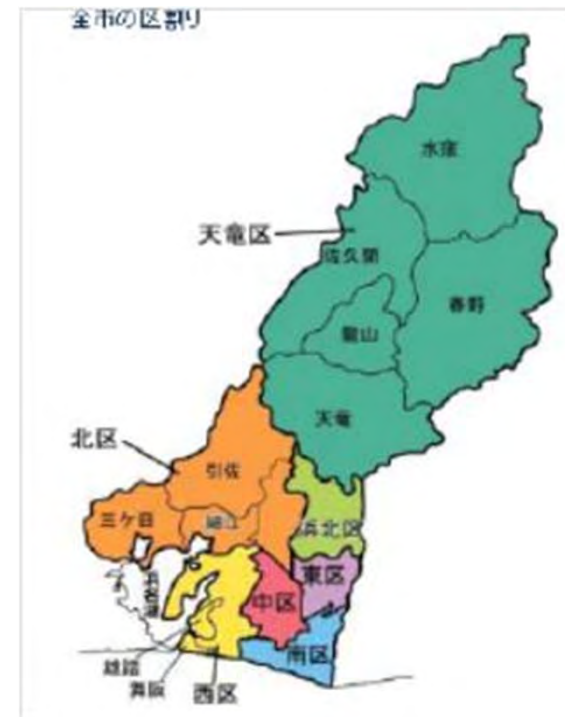 全市の区割り
水窪
天竜区
佐久間
春野
龍山
天竜
北区
引佐
三ケ日
細江
浜北区
東区
中区
南区
雄踏
舞阪
西区